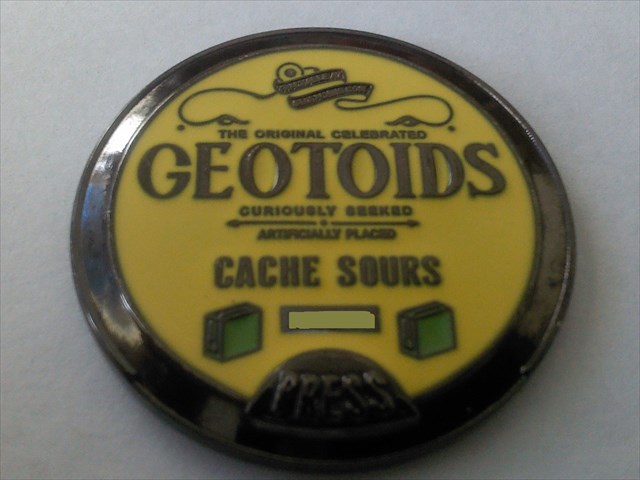 THE ORIGINAL CELEBRATED
GEOTOIDS
CURIOUSLY SEEKED
ARTIFICIALLY PLACED
CACHE SOURS
PRESS